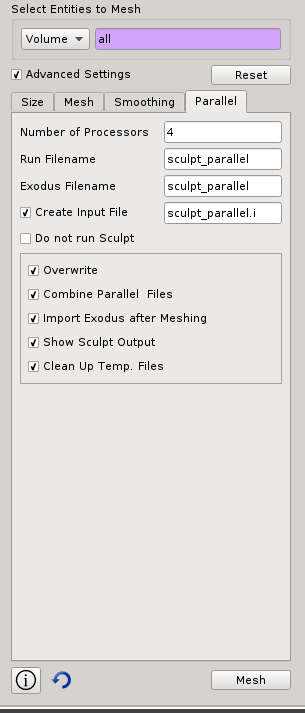 Select Entities to Mesh
Volume all
Advanced Settings Reset
Size Mesh Smoothing Parallel
Number of Processors 4
Run Filename sculpt_parallel
Exodus Filename sculpt_parallel
Create Input File sculpt_parallel.i
Do not run Sculpt
Overwrite
Combine Parallel Files
Import Exodus after Meshing
Show Sculpt Output
Clean Up Temp. Files
i Mesh